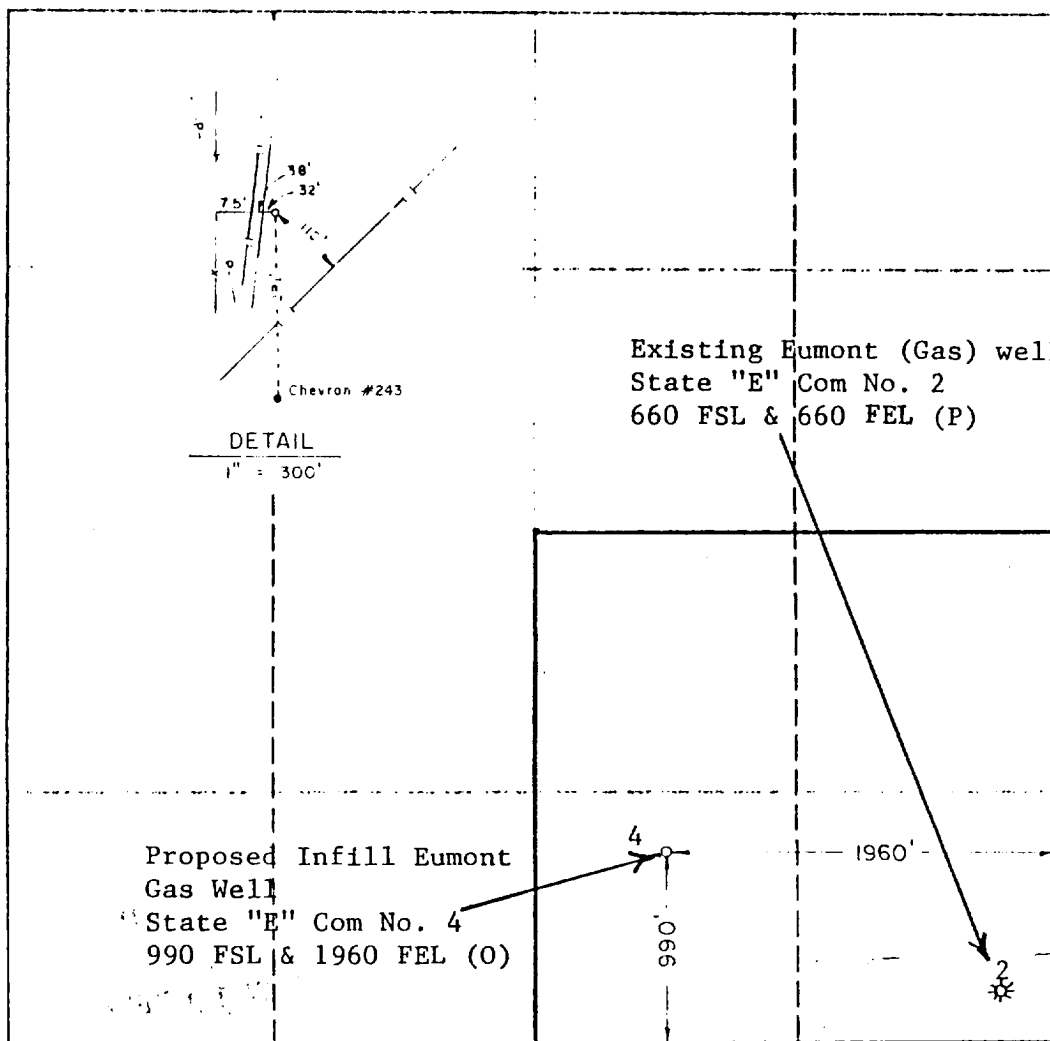 38'
32'
75'
112'
Chevron #243
DETAIL
1" = 300'
Existing Eumont (Gas) well
State "E" Com No. 2
660 FSL & 660 FEL (P)
4
1960'
Proposed Infill Eumont
Gas Well
State "E" Com No. 4
990 FSL & 1960 FEL (O)
990'
2